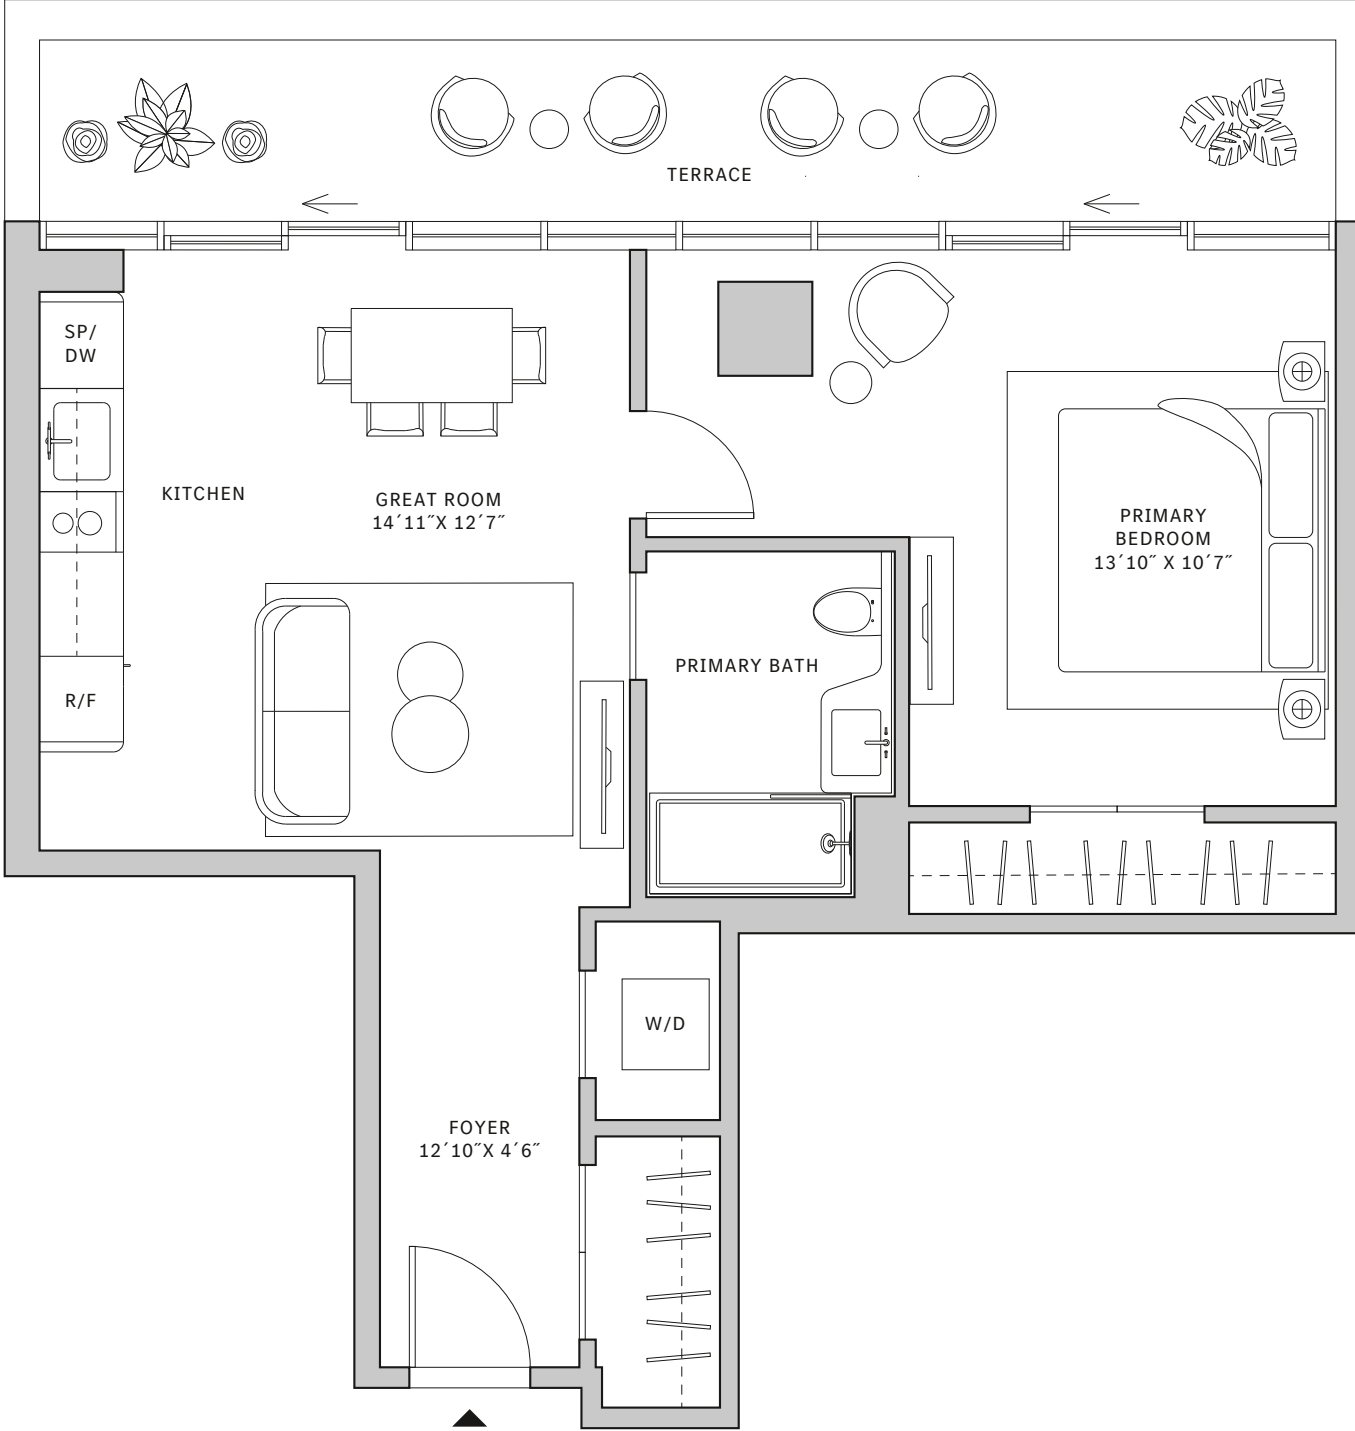 TERRACE
SP/
DW
KITCHEN
GREAT ROOM
14´11˝X 12´7˝
PRIMARY
BEDROOM
13´10˝ X 10´7˝
PRIMARY BATH
R/F
W/D
FOYER
12´10˝X 4´6˝